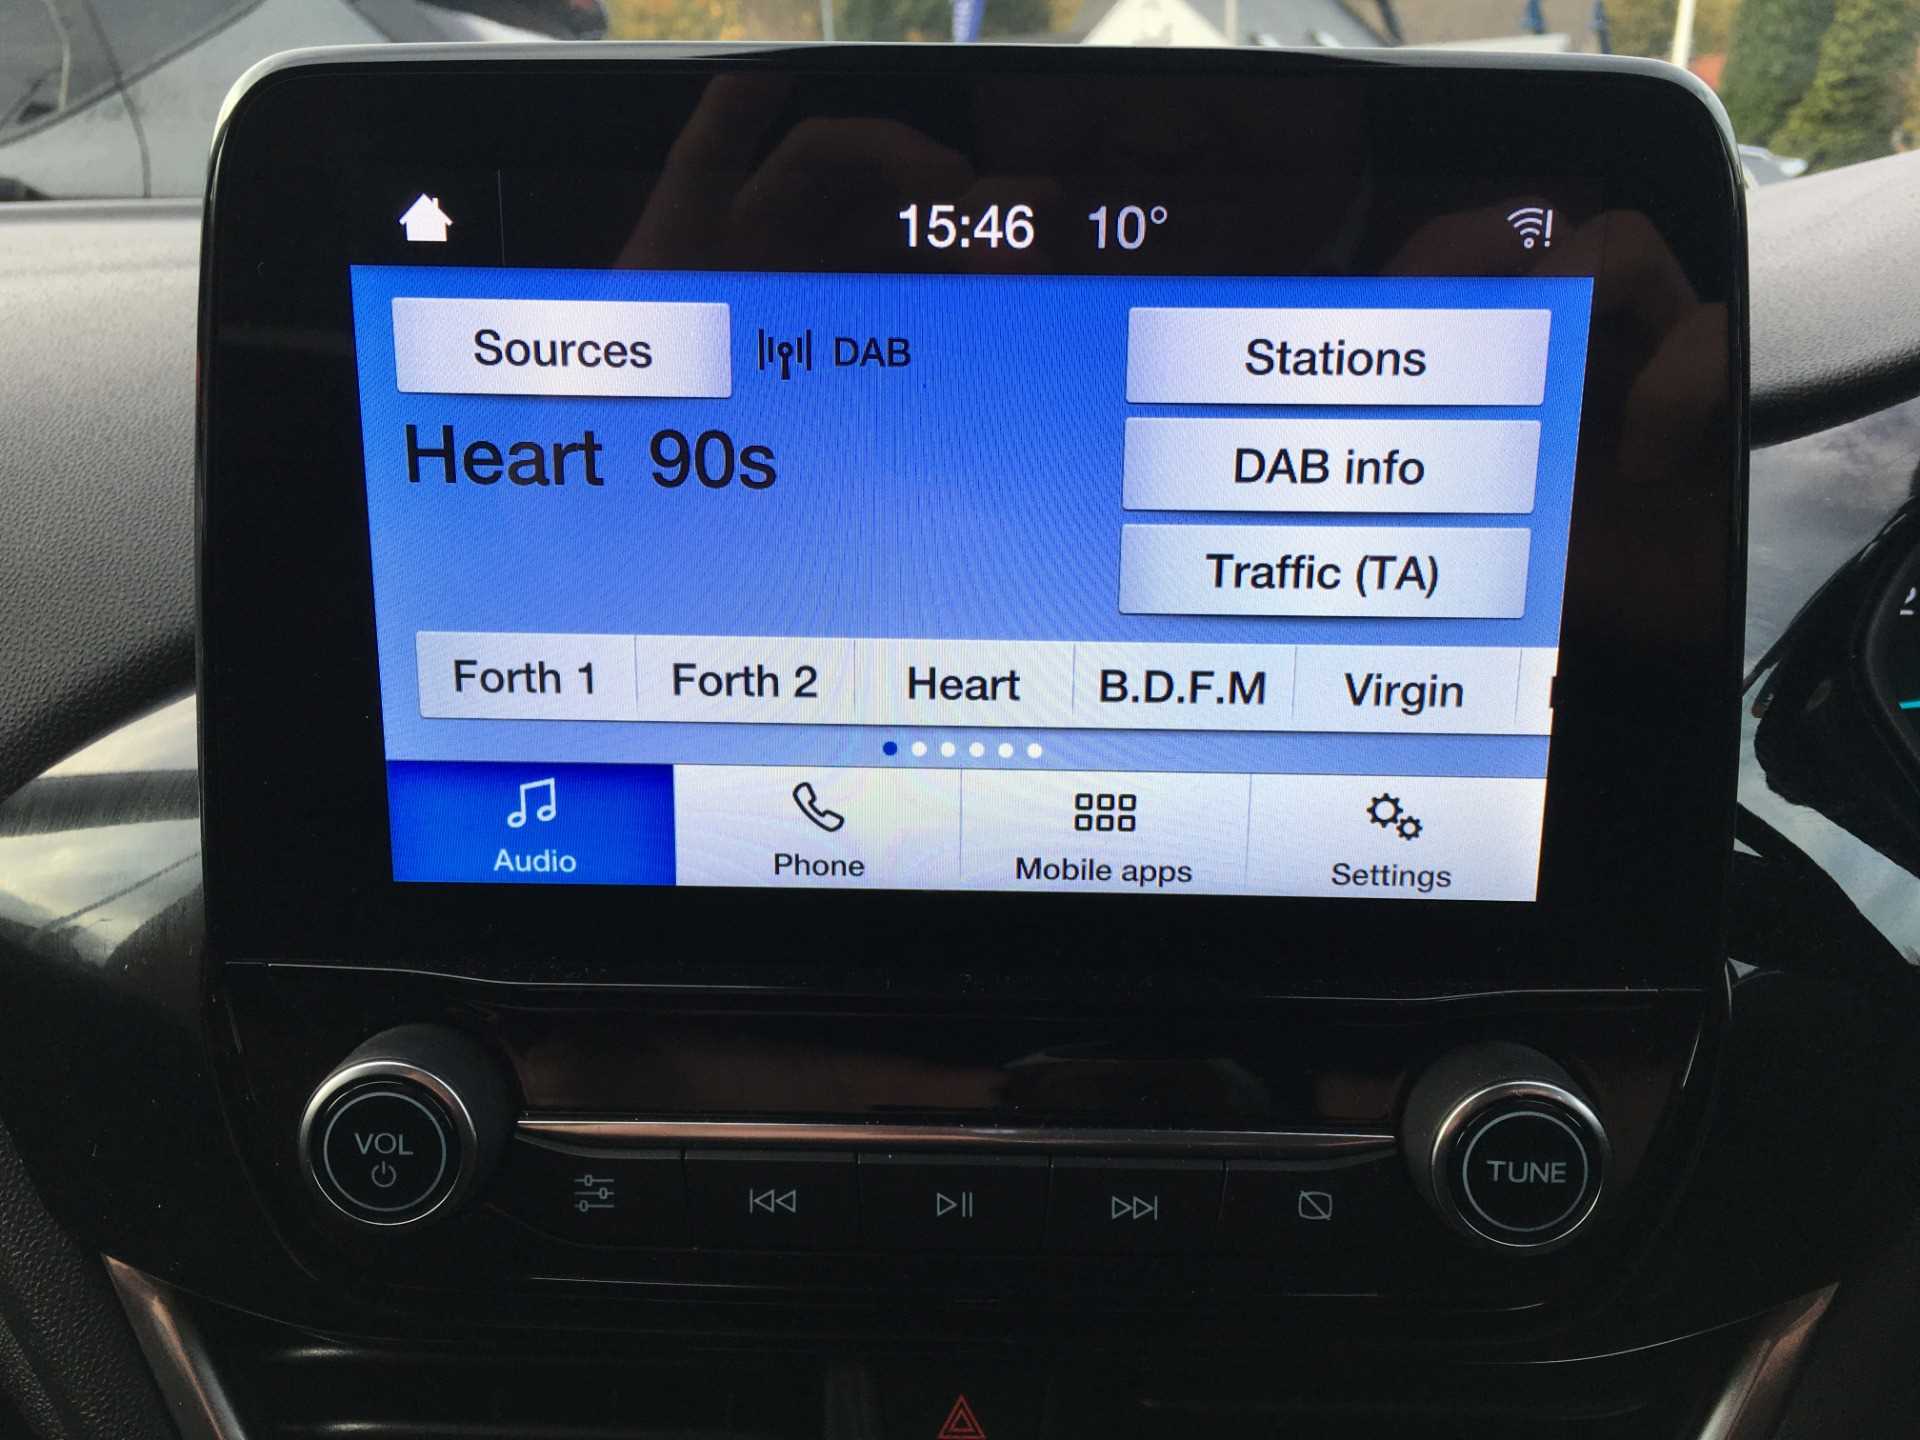 15:46 10°
Sources DAB Stations
Heart 90s
DAB info
Traffic (TA)
Forth 1 Forth 2 Heart B.D.F.M Virgin
Audio Phone Mobile apps Settings
VOL
TUNE